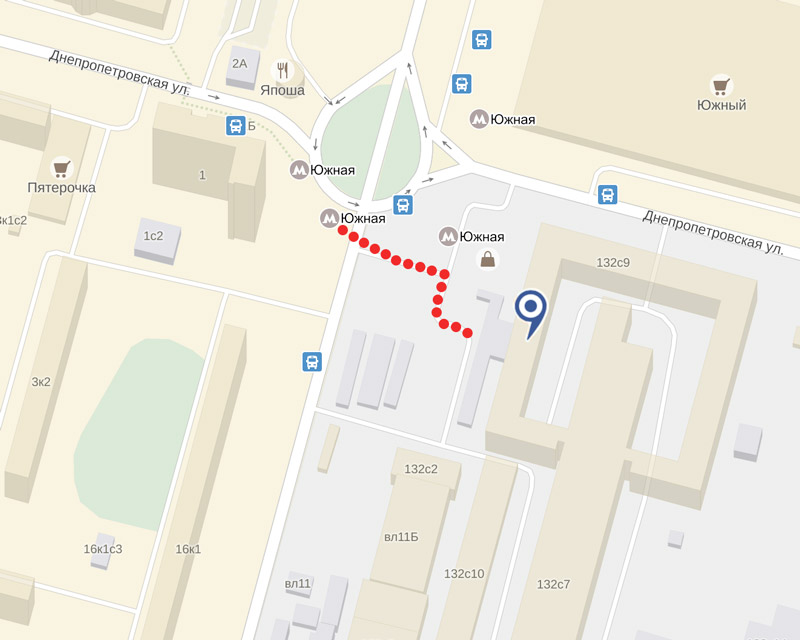 Днепропетровская ул.
2А
Япоша
Южный
Южная
Б
Южная
1
Пятерочка
Южная
Днепропетровская ул.
1с2
Южная
132с9
3к2
132с2
вл11Б
16к1с3
16к1
132с10
вл11
132с7